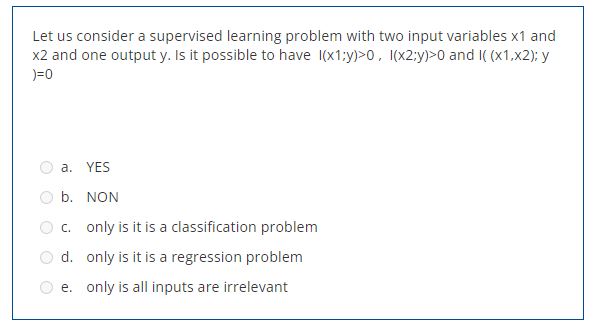 Let us consider a supervised learning problem with two input variables x1 and
x2 and one output y. Is it possible to have I(x1;y)>0 , I(x2;y)>0 and I( (x1,x2); y
)=0
a. YES
b. NON
c. only is it is a classification problem
d. only is it is a regression problem
e. only is all inputs are irrelevant